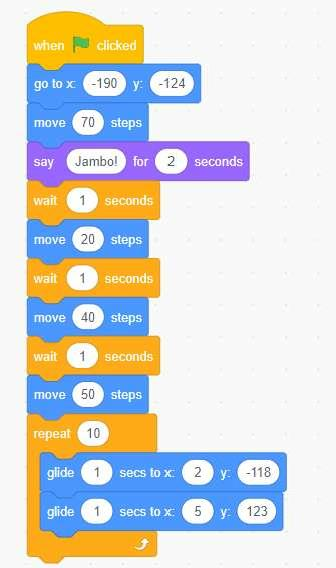 when clicked
go to x: -190 y: -124
move 70 steps
say Jambo! for 2 seconds
wait 1 seconds
move 20 steps
wait 1 seconds
move 40 steps
wait 1 seconds
move 50 steps
repeat 10
glide 1 secs to x: 2 y: -118
glide 1 secs to x: 5 y: 123